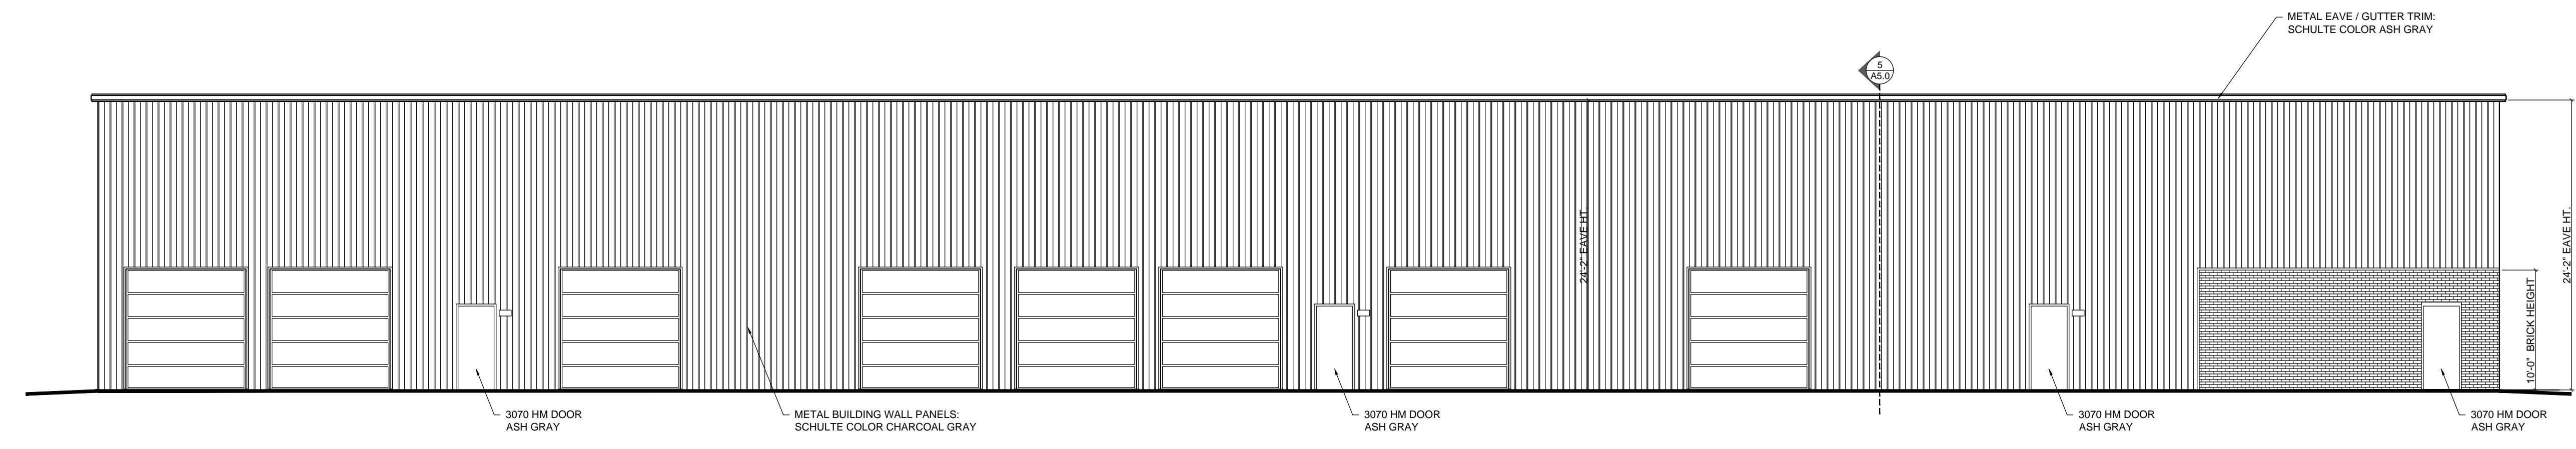 METAL EAVE / GUTTER TRIM:
SCHULTE COLOR ASH GRAY
5
A5.0
24'-2" EAVE HT.
24'-2" EAVE HT.
10'-0" BRICK HEIGHT
3070 HM DOOR
ASH GRAY
METAL BUILDING WALL PANELS:
SCHULTE COLOR CHARCOAL GRAY
3070 HM DOOR
ASH GRAY
3070 HM DOOR
ASH GRAY
3070 HM DOOR
ASH GRAY